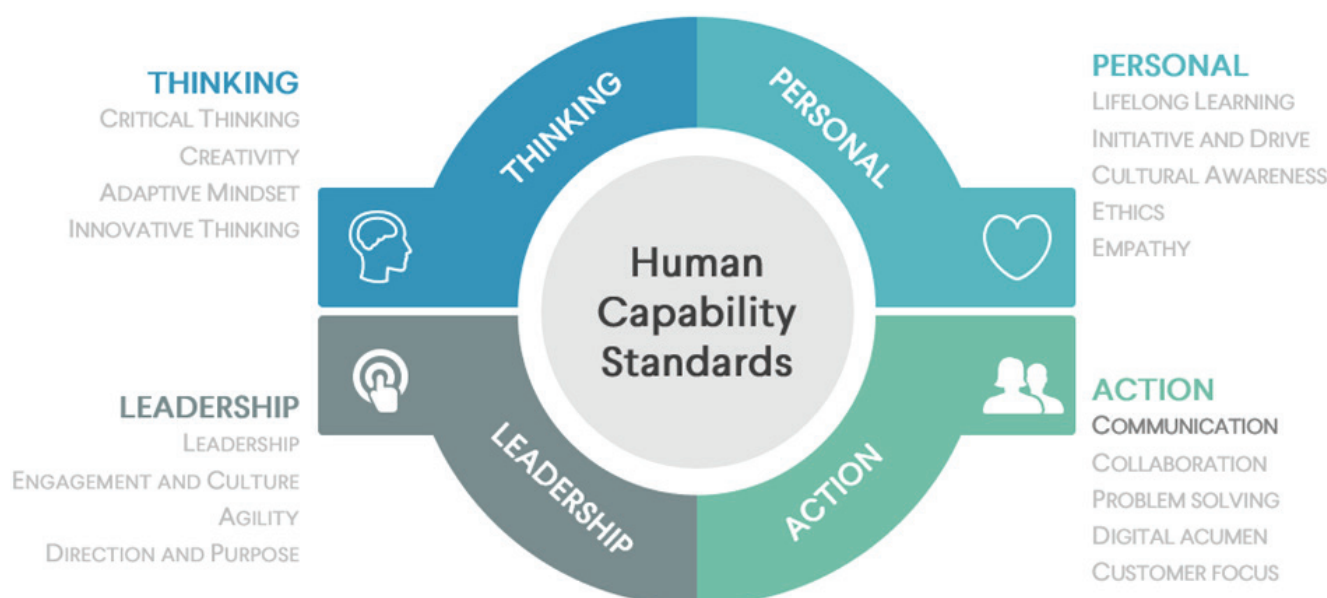 THINKING
CRITICAL THINKING
CREATIVITY
ADAPTIVE MINDSET
INNOVATIVE THINKING
LEADERSHIP
LEADERSHIP
ENGAGEMENT AND CULTURE
AGILITY
DIRECTION AND PURPOSE
THINKING
PERSONAL
Human
Capability
Standards
LEADERSHIP
ACTION
PERSONAL
LIFELONG LEARNING
INITIATIVE AND DRIVE
CULTURAL AWARENESS
ETHICS
EMPATHY
ACTION
COMMUNICATION
COLLABORATION
PROBLEM SOLVING
DIGITAL ACUMEN
CUSTOMER FOCUS